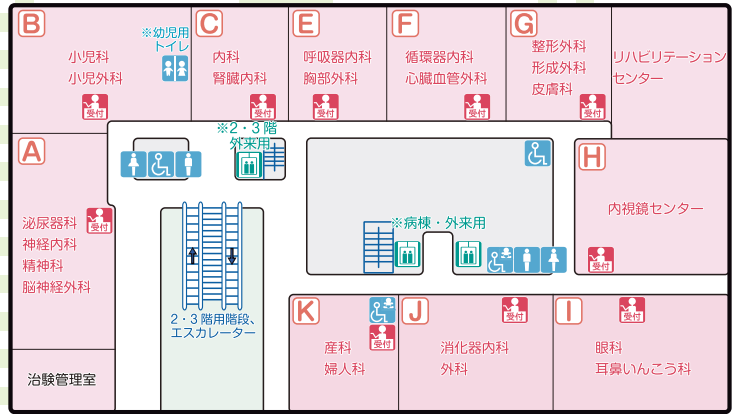 B
小児科
小児外科
※幼児用
トイレ
受付
C
内科
腎臓内科
受付
E
呼吸器内科
胸部外科
受付
F
循環器内科
心臓血管外科
受付
G
整形外科
形成外科
皮膚科
受付
リハビリテーション
センター
A
泌尿器科
神経内科
精神科
脳神経外科
受付
治験管理室
※2・3階
外来用
※病棟・外来用
2・3階用階段、
エスカレーター
H
内視鏡センター
受付
K
産科
婦人科
受付
J
消化器内科
外科
受付
I
眼科
耳鼻いんこう科
受付